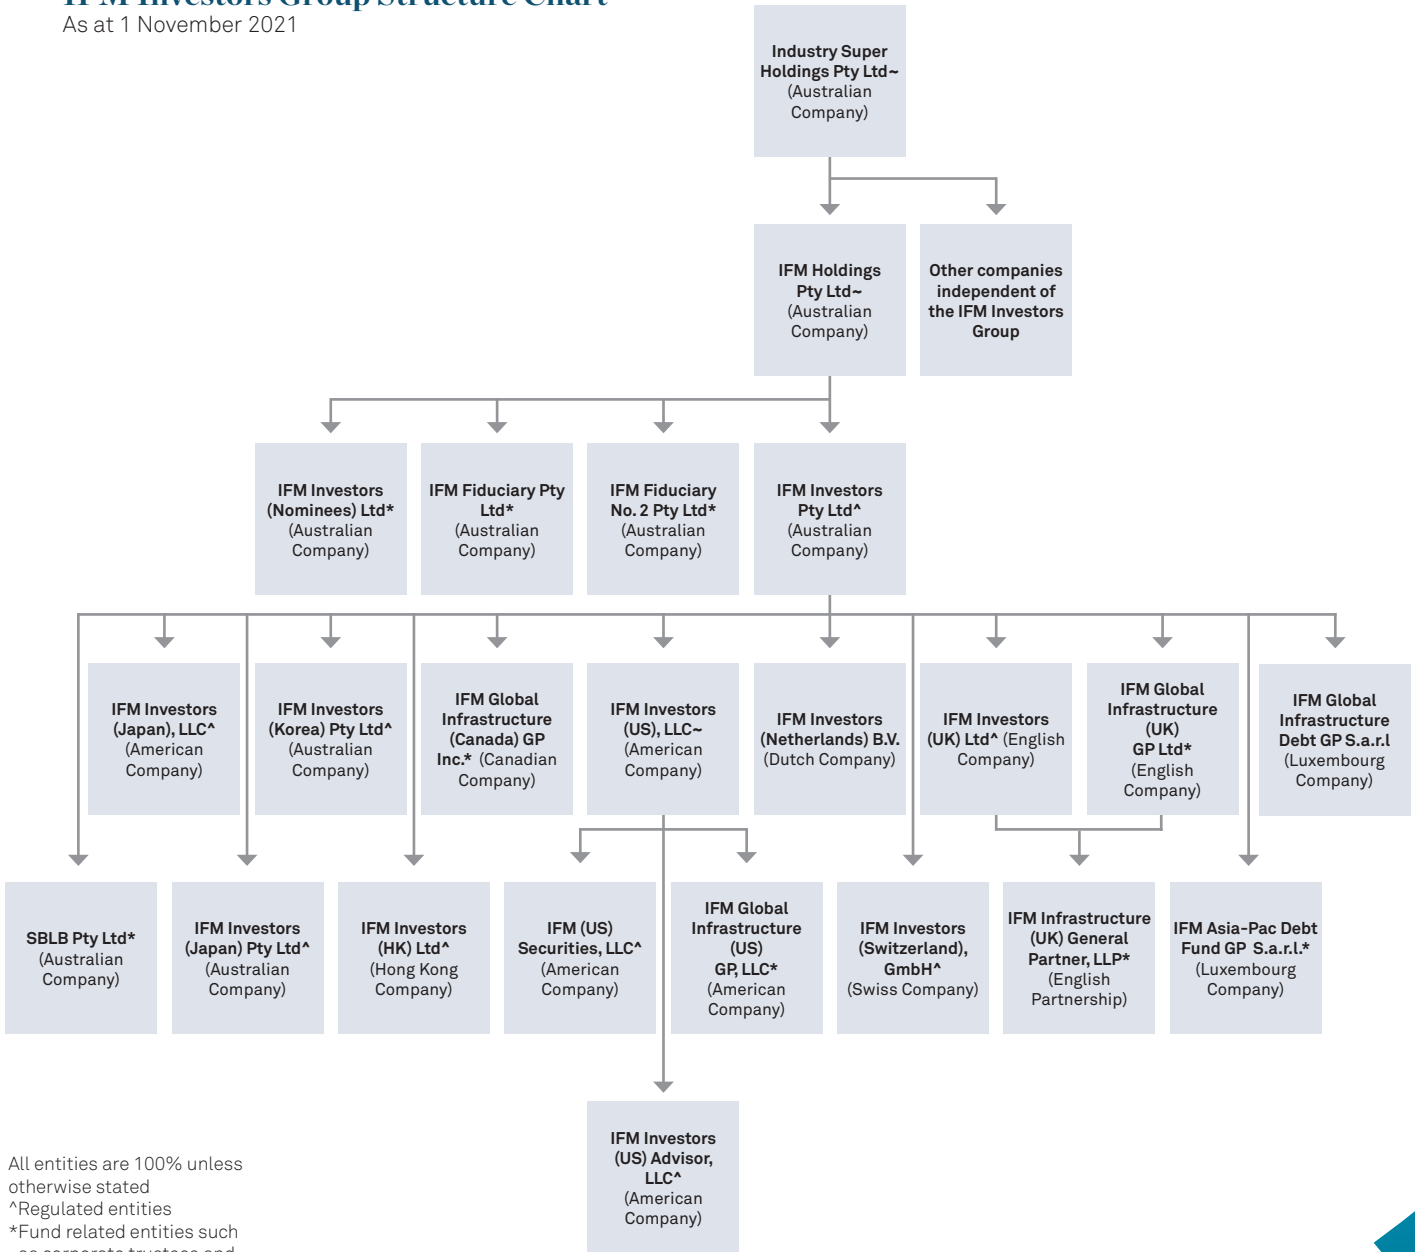 IFM Investors Group Structure Chart
As at 1 November 2021
Industry Super
Holdings Pty Ltd~
(Australian
Company)
IFM Holdings
Pty Ltd~
(Australian
Company)
Other companies
independent of
the IFM Investors
Group
IFM Investors
(Nominees) Ltd*
(Australian
Company)
IFM Fiduciary Pty
Ltd*
(Australian
Company)
IFM Fiduciary
No. 2 Pty Ltd*
(Australian
Company)
IFM Investors
Pty Ltd^
(Australian
Company)
IFM Investors
(Japan), LLC^
(American
Company)
IFM Investors
(Korea) Pty Ltd^
(Australian
Company)
IFM Global
Infrastructure
(Canada) GP
Inc.* (Canadian
Company)
IFM Investors
(US), LLC~
(American
Company)
IFM Investors
(Netherlands) B.V.
(Dutch Company)
IFM Investors
(UK) Ltd^ (English
Company)
IFM Global
Infrastructure
(UK)
GP Ltd*
(English
Company)
IFM Global
Infrastructure
Debt GP S.a.r.l
(Luxembourg
Company)
SBLB Pty Ltd*
(Australian
Company)
IFM Investors
(Japan) Pty Ltd^
(Australian
Company)
IFM Investors
(HK) Ltd^
(Hong Kong
Company)
IFM (US)
Securities, LLC^
(American
Company)
IFM Global
Infrastructure
(US)
GP, LLC*
(American
Company)
IFM Investors
(Switzerland),
GmbH^
(Swiss Company)
IFM Infrastructure
(UK) General
Partner, LLP*
(English
Partnership)
IFM Asia-Pac Debt
Fund GP S.a.r.l.*
(Luxembourg
Company)
IFM Investors
(US) Advisor,
LLC^
(American
Company)
All entities are 100% unless
otherwise stated
^Regulated entities
*Fund related entities such
as corporate trustees and